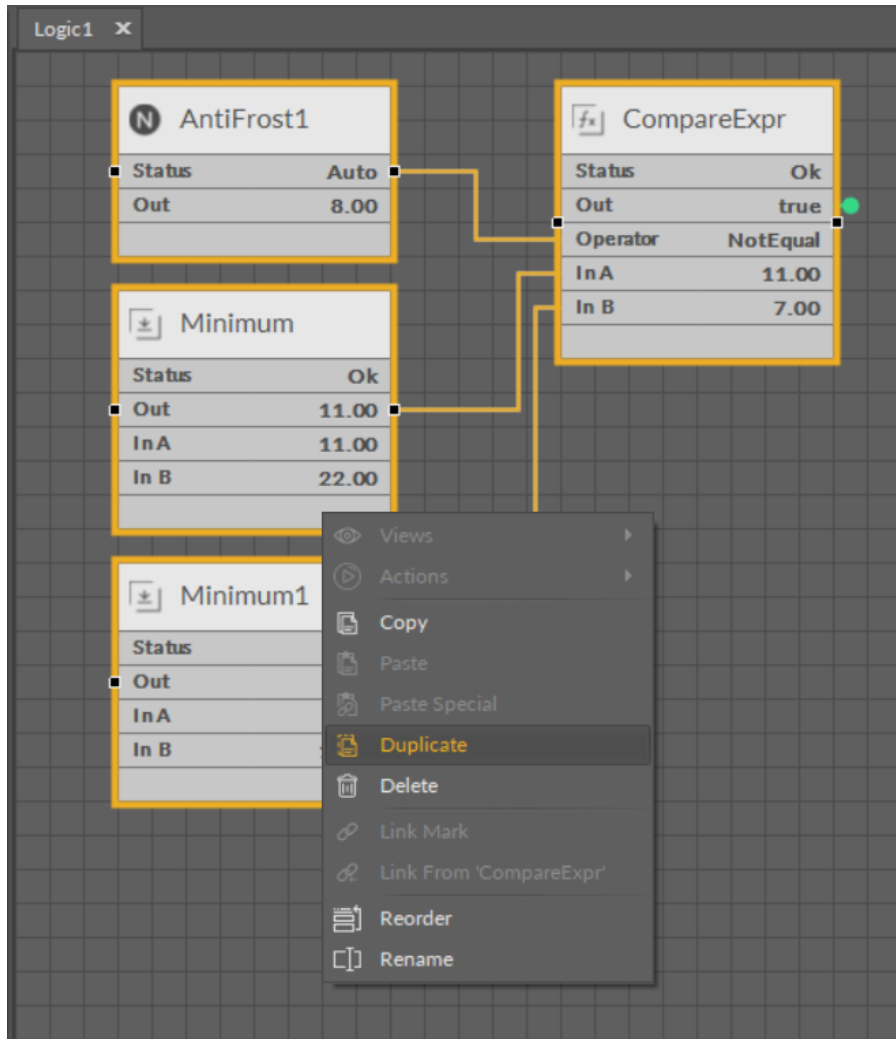 Logic1 ×
AntiFrost1
Status Auto
Out 8.00
CompareExpr
Status Ok
Out true
Operator NotEqual
In A 11.00
In B 7.00
Minimum
Status Ok
Out 11.00
In A 11.00
In B 22.00
Minimum1
Status
Out
In A
In B
Views
Actions
Copy
Paste
Paste Special
Duplicate
Delete
Link Mark
Link From 'CompareExpr'
Reorder
Rename